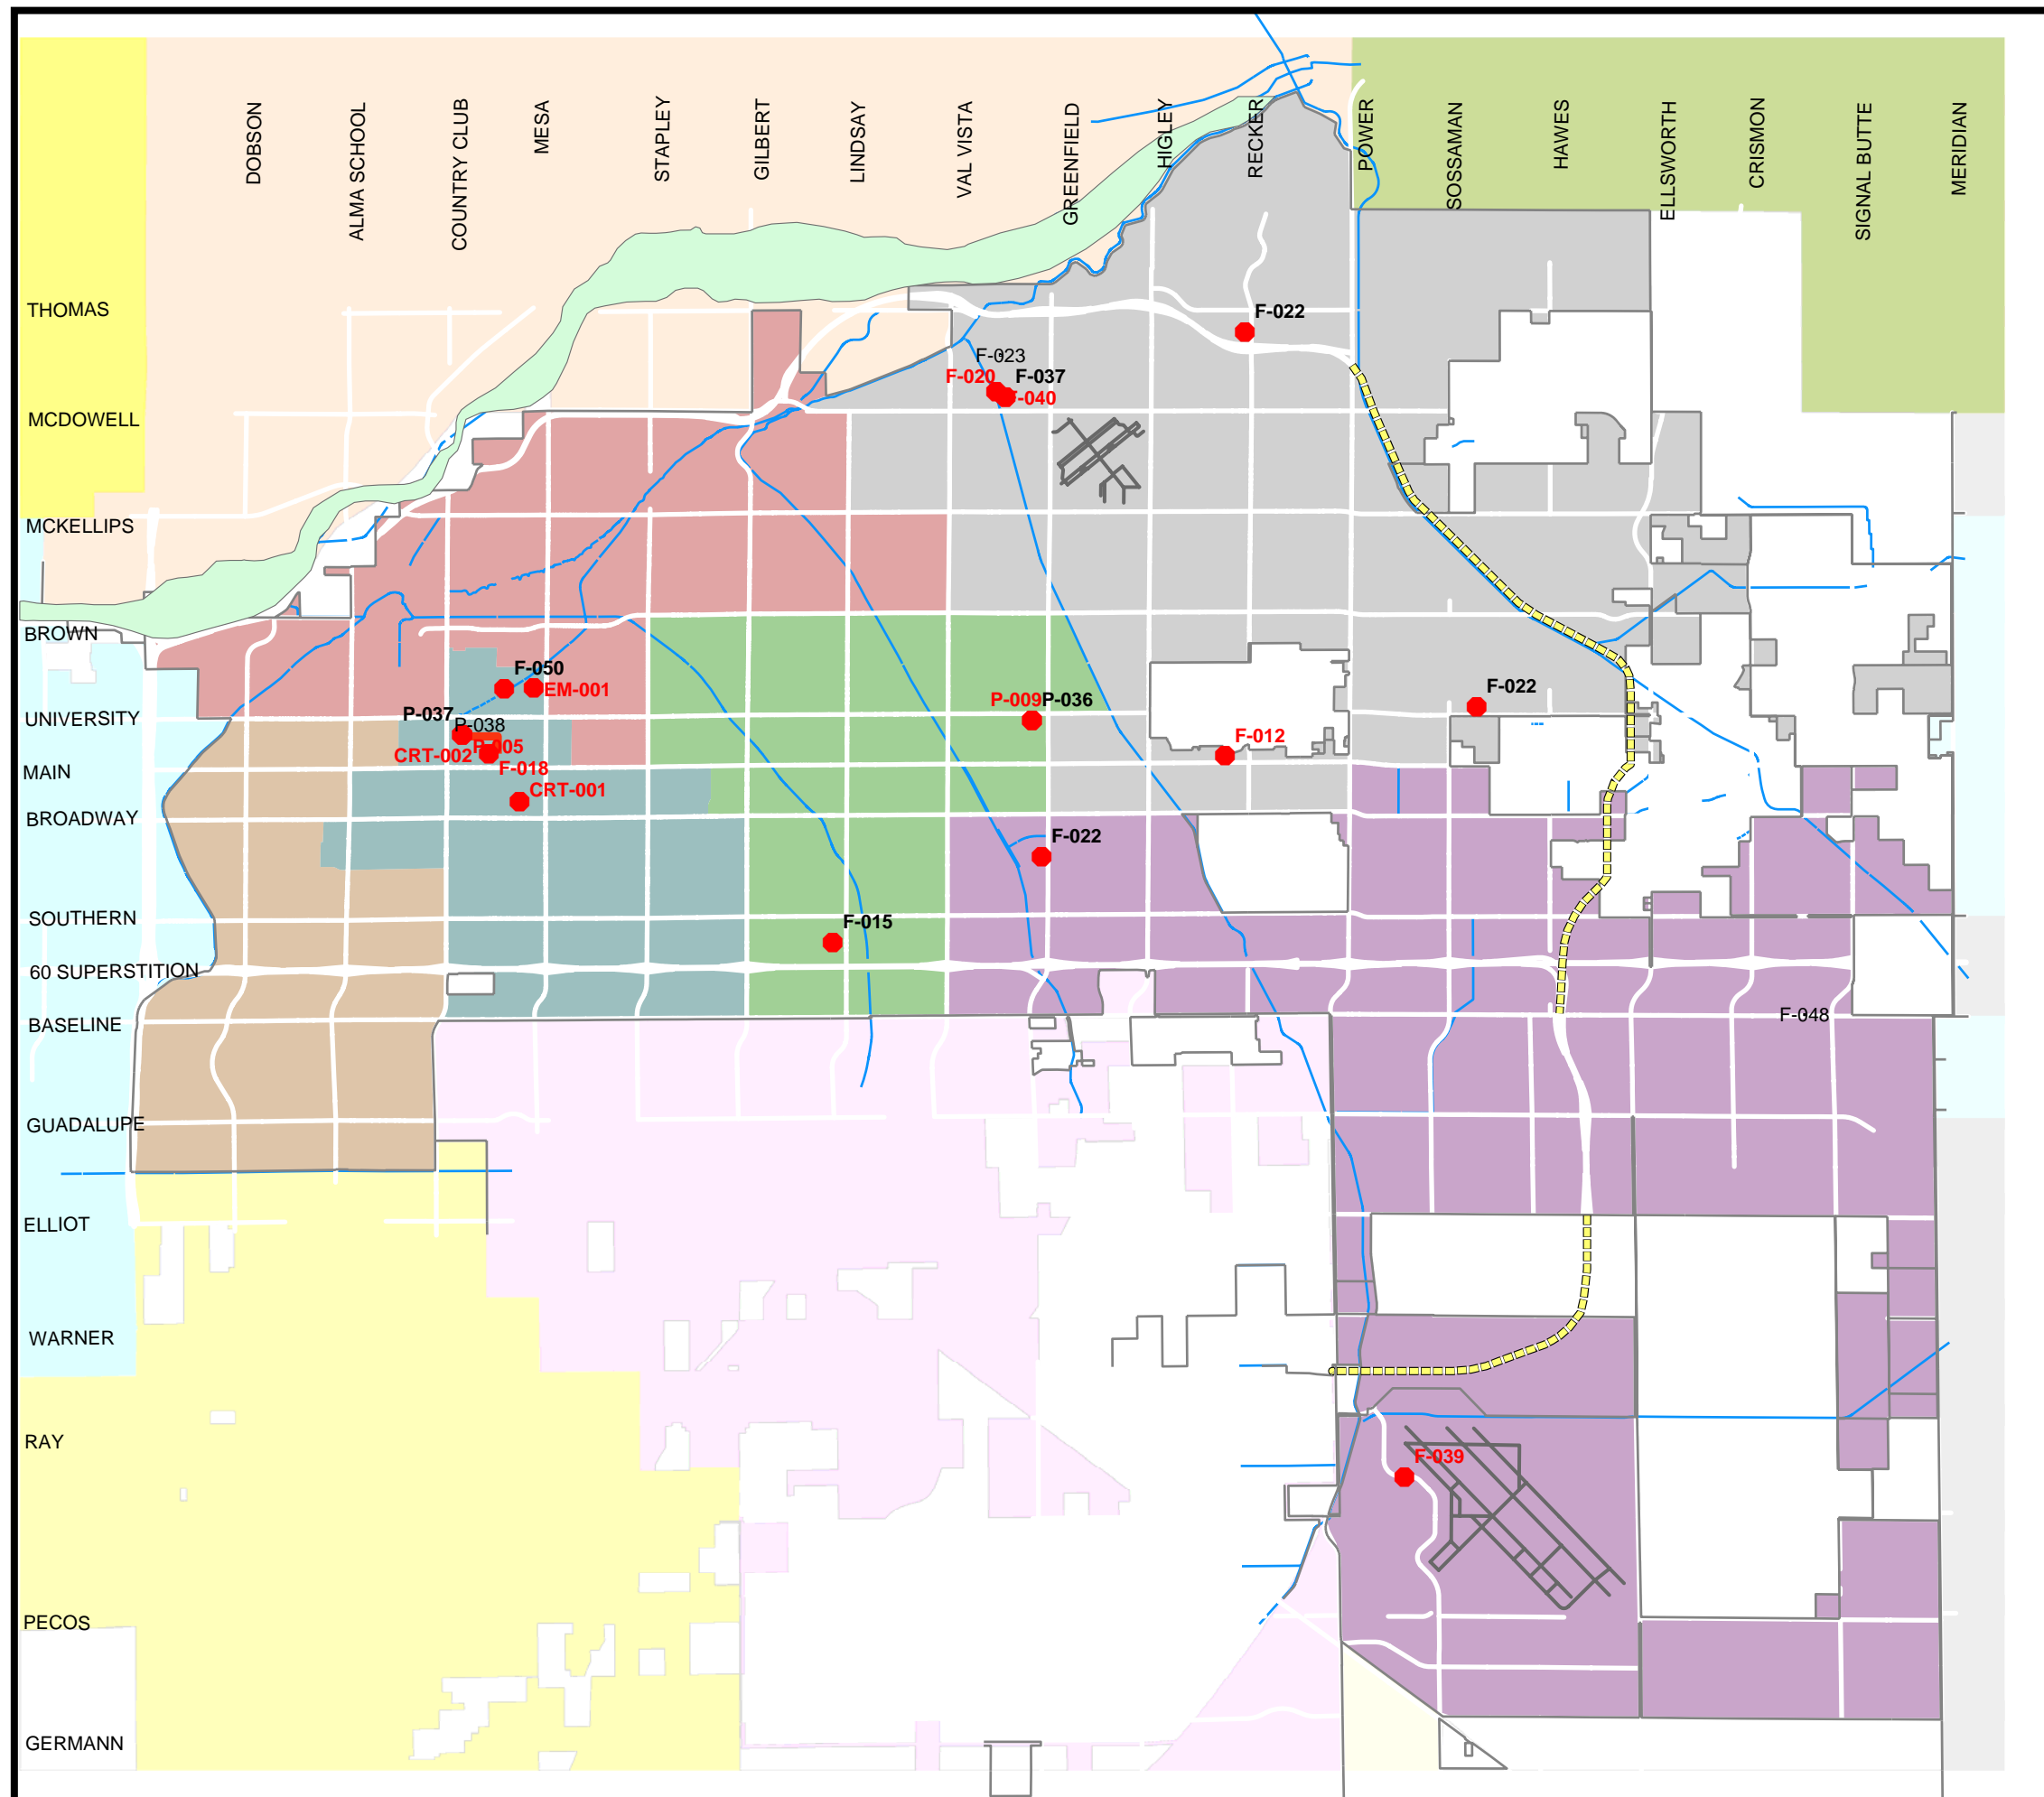 DOBSON
ALMA SCHOOL
COUNTRY CLUB
MESA
STAPLEY
GILBERT
LINDSAY
VAL VISTA
GREENFIELD
HIGLEY
RECKER
POWER
SOSSAMAN
HAWES
ELLSWORTH
CRISMON
SIGNAL BUTTE
MERIDIAN
THOMAS
F-022
F-023
F-020
F-037
-040
MCDOWELL
MCKELLIPS
BROWN
F-050
EM-001
F-022
P-009
P-036
UNIVERSITY
P-037
P-038
P-005
CRT-002
F-018
F-012
MAIN
CRT-001
BROADWAY
F-022
SOUTHERN
F-015
60 SUPERSTITION
BASELINE
F-048
GUADALUPE
ELLIOT
WARNER
RAY
F-039
PECOS
GERMANN